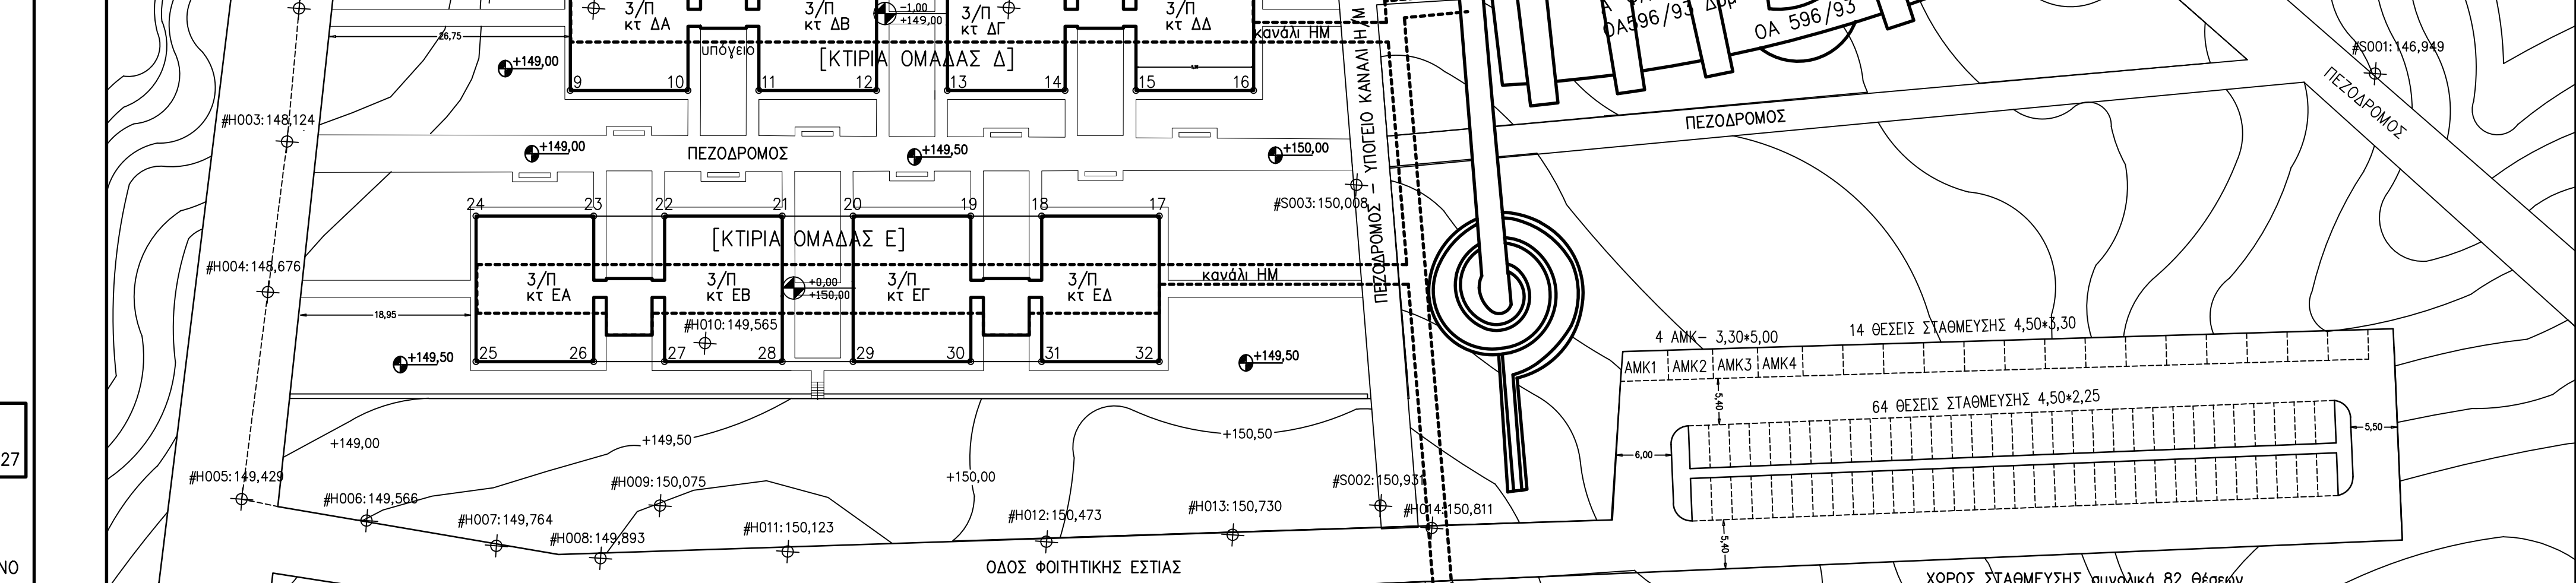 3/Π
κτ ΔΑ
3/Π
κτ ΔΒ
-1,00
+149,00
3/Π
κτ ΔΓ
3/Π
κτ ΔΔ
κανάλι ΗΜ
ΟΑ596/93
ΟΑ 596/93
26,75
υπόγειο
[ΚΤΙΡΙΑ ΟΜΑΔΑΣ Δ]
#S001:146,949
+149,00
9
10
11
12
13
14
15
16
ΠΕΖΟΔΡΟΜΟΣ
#H003:148,124
ΠΕΖΟΔΡΟΜΟΣ
+149,00
ΠΕΖΟΔΡΟΜΟΣ
+149,50
+150,00
ΠΕΖΟΔΡΟΜΟΣ – ΥΠΟΓΕΙΟ ΚΑΝΑΛΙ Η/Μ
#S003:150,008
24
23
22
21
20
19
18
17
[ΚΤΙΡΙΑ ΟΜΑΔΑΣ Ε]
#H004:148,676
3/Π
κτ ΕΑ
3/Π
κτ ΕΒ
+0,00
+150,00
3/Π
κτ ΕΓ
3/Π
κτ ΕΔ
κανάλι ΗΜ
18,95
#H010:149,565
25
26
27
28
29
30
31
32
+149,50
+149,50
4 ΑΜΚ- 3,30*5,00
14 ΘΕΣΕΙΣ ΣΤΑΘΜΕΥΣΗΣ 4,50*3,30
ΑΜΚ1
ΑΜΚ2
ΑΜΚ3
ΑΜΚ4
5,40
64 ΘΕΣΕΙΣ ΣΤΑΘΜΕΥΣΗΣ 4,50*2,25
5,50
6,00
5,40
27
+149,00
+149,50
+150,00
+150,50
#H005:149,429
#H006:149,566
#H009:150,075
#S002:150,931
#H007:149,764
#H008:149,893
#H011:150,123
#H012:150,473
#H013:150,730
#H014:150,811
ΝΟ
ΟΔΟΣ ΦΟΙΤΗΤΙΚΗΣ ΕΣΤΙΑΣ
ΧΩΡΟΣ ΣΤΑΘΜΕΥΣΗΣ συνολικά 82 θέσεων